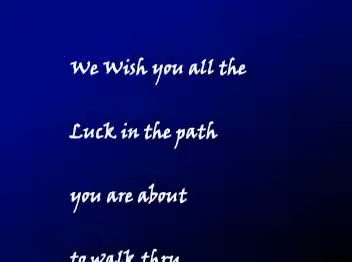 We Wish you all the
Luck in the path
you are about
to walk thru